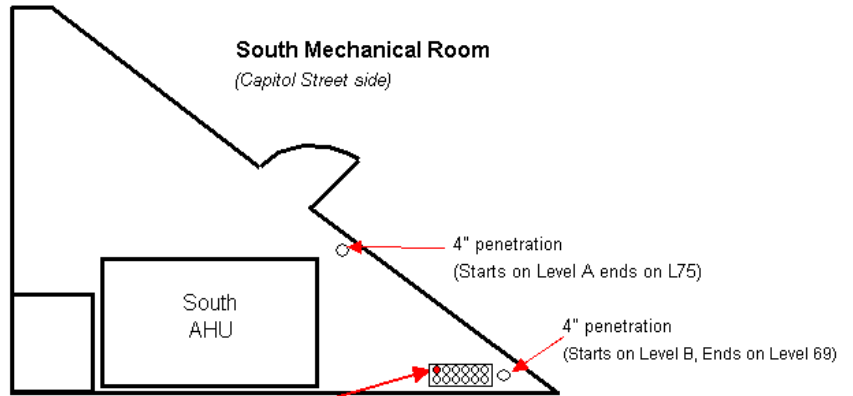 South Mechanical Room
(Capitol Street side)
4" penetration
(Starts on Level A ends on L75)
South
AHU
4" penetration
(Starts on Level B, Ends on Level 69)